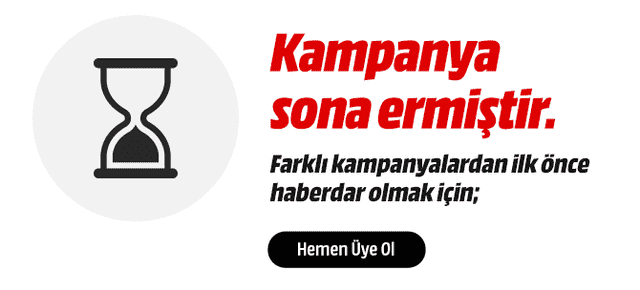 Kampanya
sona ermiştir.
Farklı kampanyalardan ilk önce
haberdar olmak için;
Hemen Üye Ol